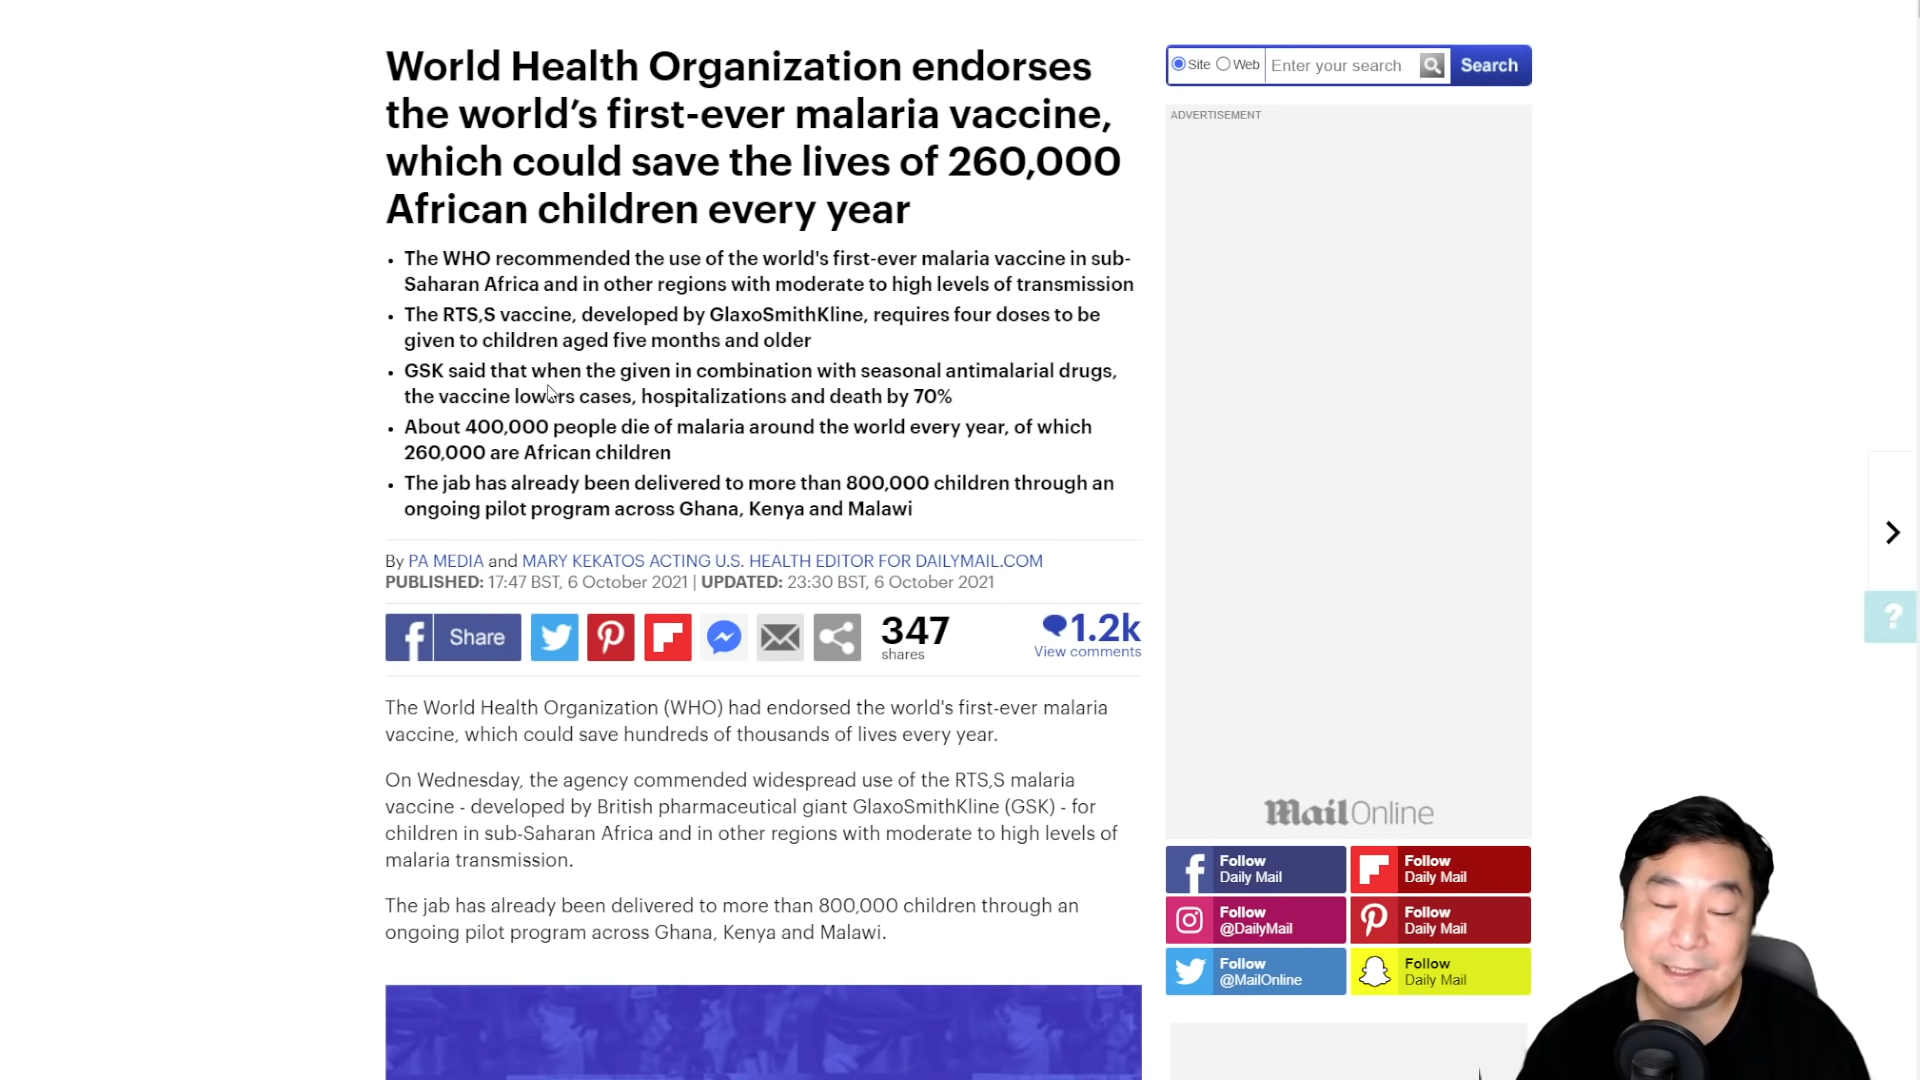 World Health Organization endorses
the world’s first-ever malaria vaccine,
which could save the lives of 260,000
African children every year
• The WHO recommended the use of the world's first-ever malaria vaccine in sub-
Saharan Africa and in other regions with moderate to high levels of transmission
• The RTS,S vaccine, developed by GlaxoSmithKline, requires four doses to be
given to children aged five months and older
• GSK said that when the given in combination with seasonal antimalarial drugs,
the vaccine lowers cases, hospitalizations and death by 70%
• About 400,000 people die of malaria around the world every year, of which
260,000 are African children
• The jab has already been delivered to more than 800,000 children through an
ongoing pilot program across Ghana, Kenya and Malawi
By PA MEDIA and MARY KEKATOS ACTING U.S. HEALTH EDITOR FOR DAILYMAIL.COM
PUBLISHED: 17:47 BST, 6 October 2021 | UPDATED: 23:30 BST, 6 October 2021
Share
347
shares
1.2k
View comments
The World Health Organization (WHO) had endorsed the world's first-ever malaria
vaccine, which could save hundreds of thousands of lives every year.
On Wednesday, the agency commended widespread use of the RTS,S malaria
vaccine - developed by British pharmaceutical giant GlaxoSmithKline (GSK) - for
children in sub-Saharan Africa and in other regions with moderate to high levels of
malaria transmission.
The jab has already been delivered to more than 800,000 children through an
ongoing pilot program across Ghana, Kenya and Malawi.
Site Web Enter your search Search
ADVERTISEMENT
Mail Online
Follow
Daily Mail
Follow
Daily Mail
Follow
@DailyMail
Follow
Daily Mail
Follow
@MailOnline
Follow
Daily Mail
?